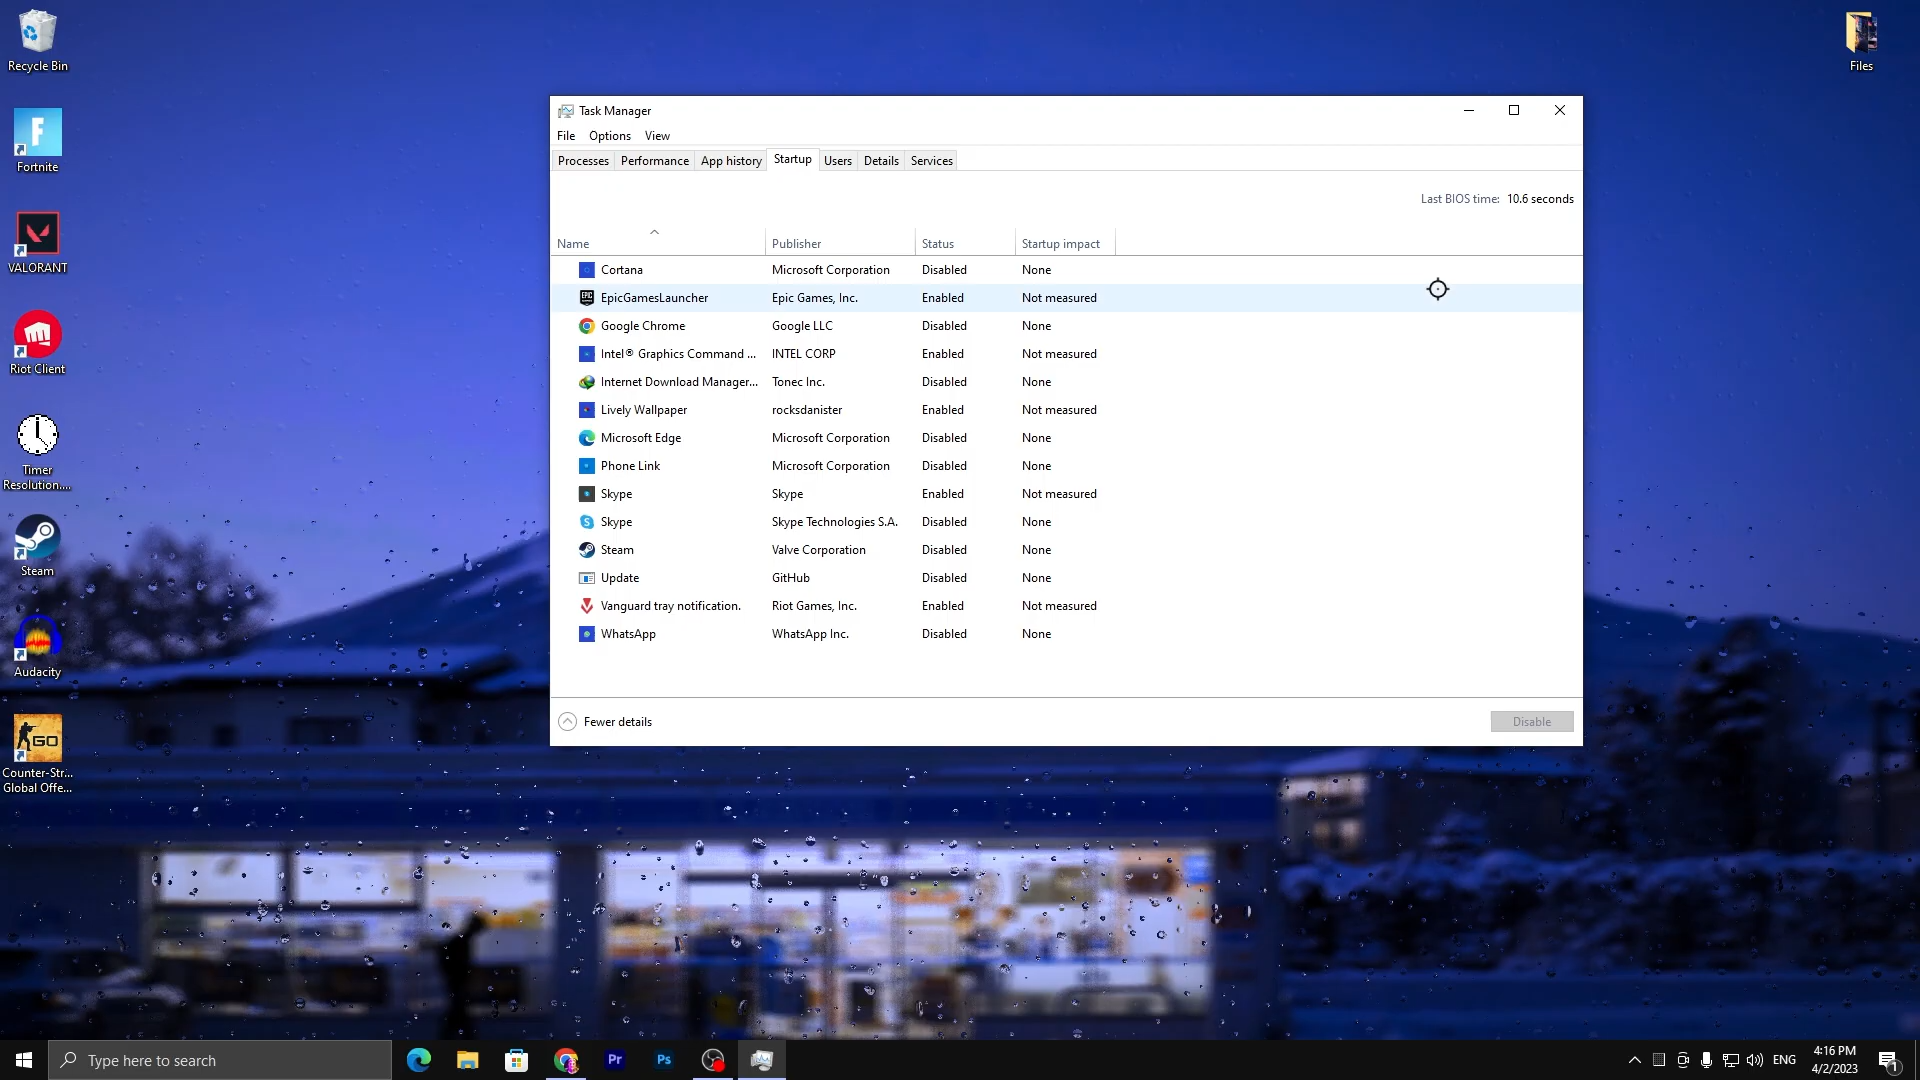 Recycle Bin
Fortnite
VALORANT
Riot Client
Timer
Resolution....
Steam
Audacity
GO
Counter-Str...
Global Offe...
Files
Task Manager
File Options View
Processes Performance App history Startup Users Details Services
Last BIOS time: 10.6 seconds
Name Publisher Status Startup impact
Cortana Microsoft Corporation Disabled None
EpicGamesLauncher Epic Games, Inc. Enabled Not measured
Google Chrome Google LLC Disabled None
Intel® Graphics Command ... INTEL CORP Enabled Not measured
Internet Download Manager... Tonec Inc. Disabled None
Lively Wallpaper rocksdanister Enabled Not measured
Microsoft Edge Microsoft Corporation Disabled None
Phone Link Microsoft Corporation Disabled None
Skype Skype Enabled Not measured
Skype Skype Technologies S.A. Disabled None
Steam Valve Corporation Disabled None
Update GitHub Disabled None
Vanguard tray notification. Riot Games, Inc. Enabled Not measured
WhatsApp WhatsApp Inc. Disabled None
Fewer details
Disable
Type here to search
Pr
Ps
ENG
4:16 PM
4/2/2023
1